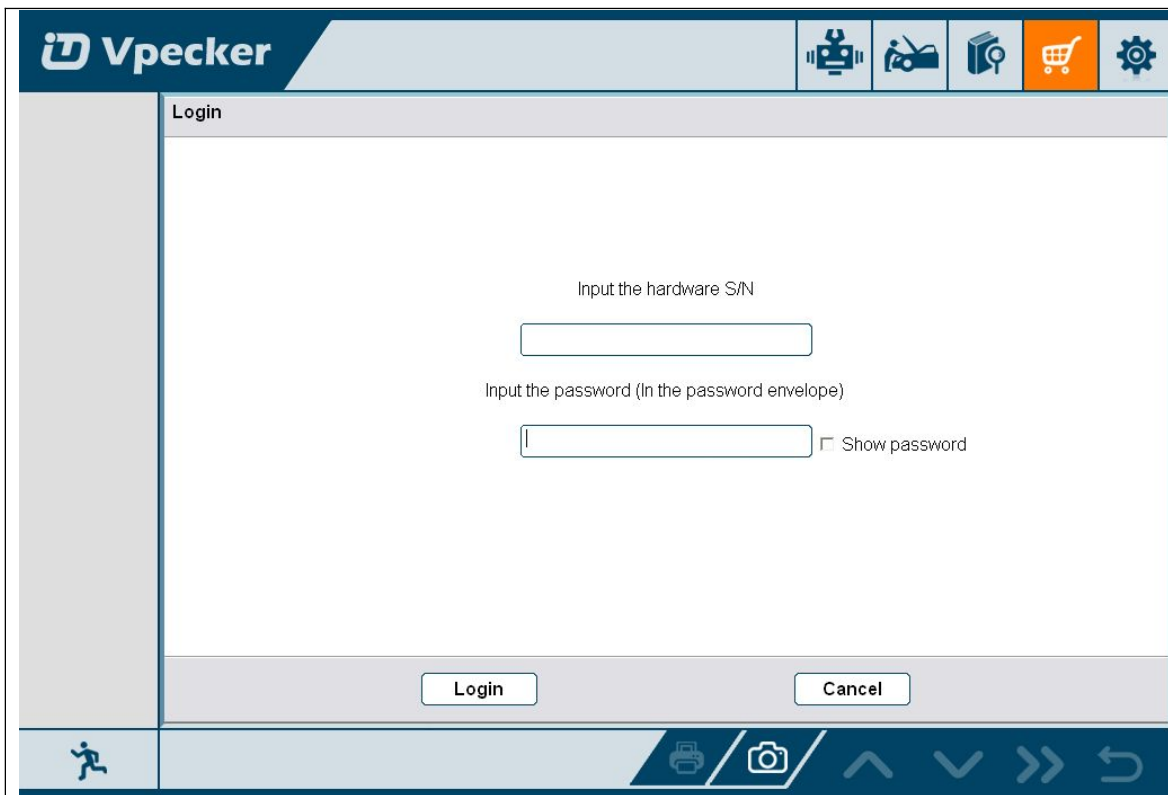 Vpecker
Login
Input the hardware S/N
Input the password (In the password envelope)
Show password
Login
Cancel